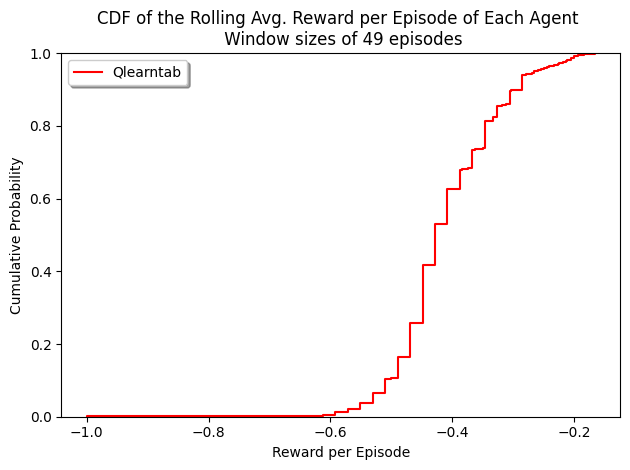 CDF of the Rolling Avg. Reward per Episode of Each Agent
Window sizes of 49 episodes
Qlearntab
1.0
0.8
0.6
0.4
0.2
0.0
Cumulative Probability
−1.0 −0.8 −0.6 −0.4 −0.2
Reward per Episode